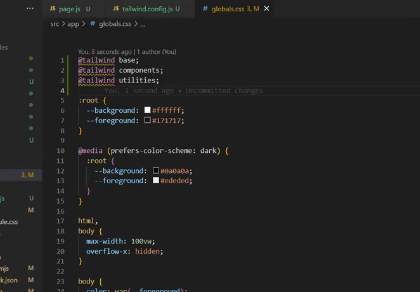 page.js
tailwind.config.js U
globals.css 3, M
src > app > globals.css > ...
You, 8 seconds ago | 1 author (You)
1 @tailwind base;
2 @tailwind components;
3 @tailwind utilities;
4 You, 1 second ago • Uncommitted changes
5 :root {
6 --background: #ffffff;
7 --foreground: #171717;
8 }
9
10 @media (prefers-color-scheme: dark) {
11 :root {
12 --background: #0a0a0a;
13 --foreground: #ededed;
14 }
15 }
16
17 html,
18 body {
19 max-width: 100vw;
20 overflow-x: hidden;
21 }
22
23 body {
24 color: var(--foreground);
U
3, M
js U
ule.css
mjs M
k.json M